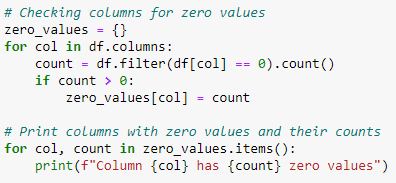 # Checking columns for zero values
zero_values = {}
for col in df.columns:
    count = df.filter(df[col] == 0).count()
    if count > 0:
        zero_values[col] = count

# Print columns with zero values and their counts
for col, count in zero_values.items():
    print(f"Column {col} has {count} zero values")